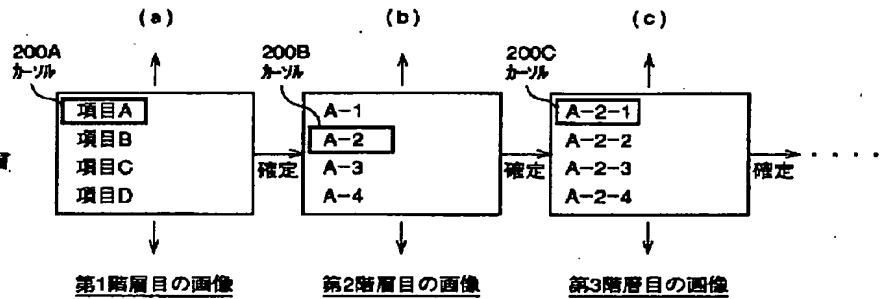 (a)
(b)
(c)
200A
カーソル
200B
カーソル
200C
カーソル
項目A
項目B
項目C
項目D
確定
A-1
A-2
A-3
A-4
確定
A-2-1
A-2-2
A-2-3
A-2-4
確定
第1階層目の画像
第2階層目の画像
第3階層目の画像